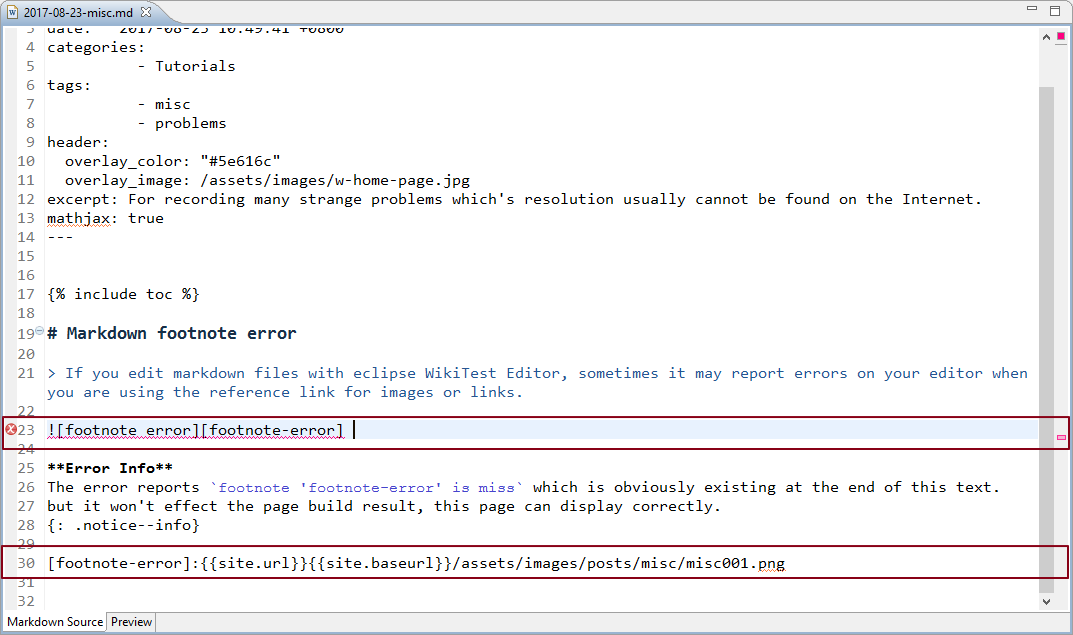 2017-08-23-misc.md
3 date: 2017-08-23 10:49:41 +0800
4 categories:
5 - Tutorials
6 tags:
7 - misc
8 - problems
9 header:
10 overlay_color: "#5e616c"
11 overlay_image: /assets/images/w-home-page.jpg
12 excerpt: For recording many strange problems which's resolution usually cannot be found on the Internet.
13 mathjax: true
14 ---
15
16
17 {% include toc %}
18
19 # Markdown footnote error
20
21 > If you edit markdown files with eclipse WikiTest Editor, sometimes it may report errors on your editor when
you are using the reference link for images or links.
22
23 ![footnote error][footnote-error]
24
25 **Error Info**
26 The error reports `footnote 'footnote-error' is miss` which is obviously existing at the end of this text.
27 but it won't effect the page build result, this page can display correctly.
28 {: .notice--info}
29
30 [footnote-error]:{{site.url}}{{site.baseurl}}/assets/images/posts/misc/misc001.png
31
32
Markdown Source Preview